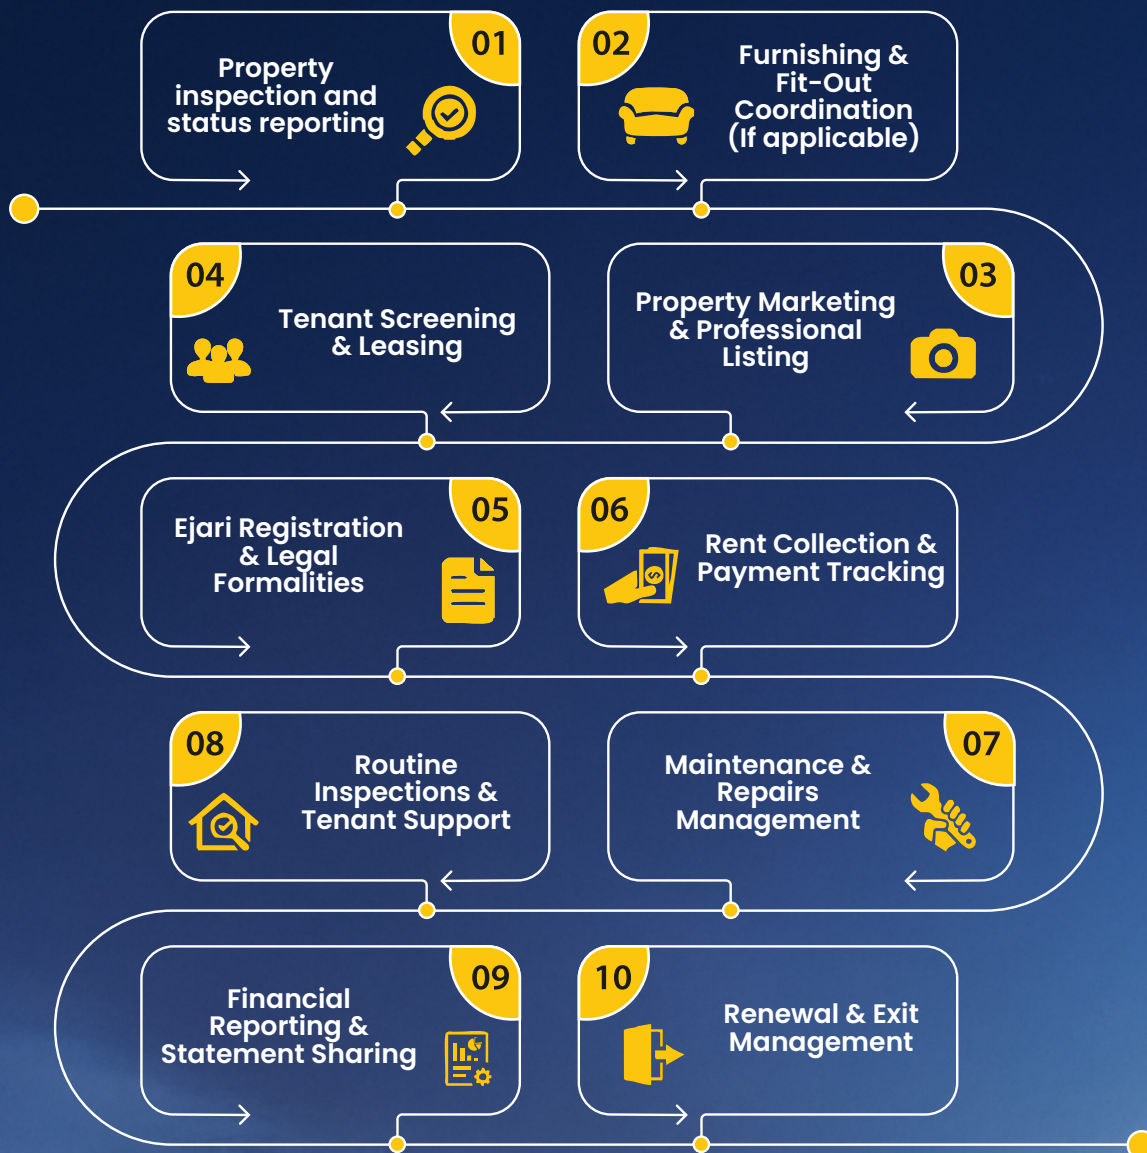 01
Property
inspection and
status reporting
02
Furnishing &
Fit-Out
Coordination
(If applicable)
03
Property Marketing
& Professional
Listing
04
Tenant Screening
& Leasing
05
Ejari Registration
& Legal
Formalities
06
Rent Collection &
Payment Tracking
07
Maintenance &
Repairs
Management
08
Routine
Inspections &
Tenant Support
09
Financial
Reporting &
Statement Sharing
10
Renewal & Exit
Management